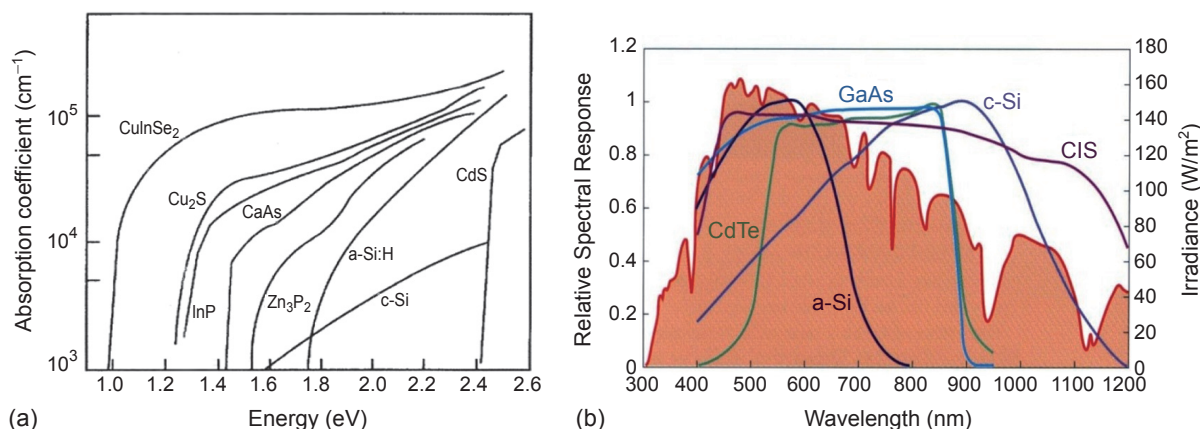 Absorption coefficient (cm⁻¹)
10⁵
10⁴
10³
CuInSe₂
Cu₂S
CaAs
InP
Zn₃P₂
a-Si:H
c-Si
CdS
1.0 1.2 1.4 1.6 1.8 2.0 2.2 2.4 2.6
Energy (eV)
(a)
Relative Spectral Response
1.2
1
0.8
0.6
0.4
0.2
0
GaAs
c-Si
CIS
CdTe
a-Si
180
160
140
120
100
80
60
40
20
0
Irradiance (W/m²)
300 400 500 600 700 800 900 1000 1100 1200
Wavelength (nm)
(b)